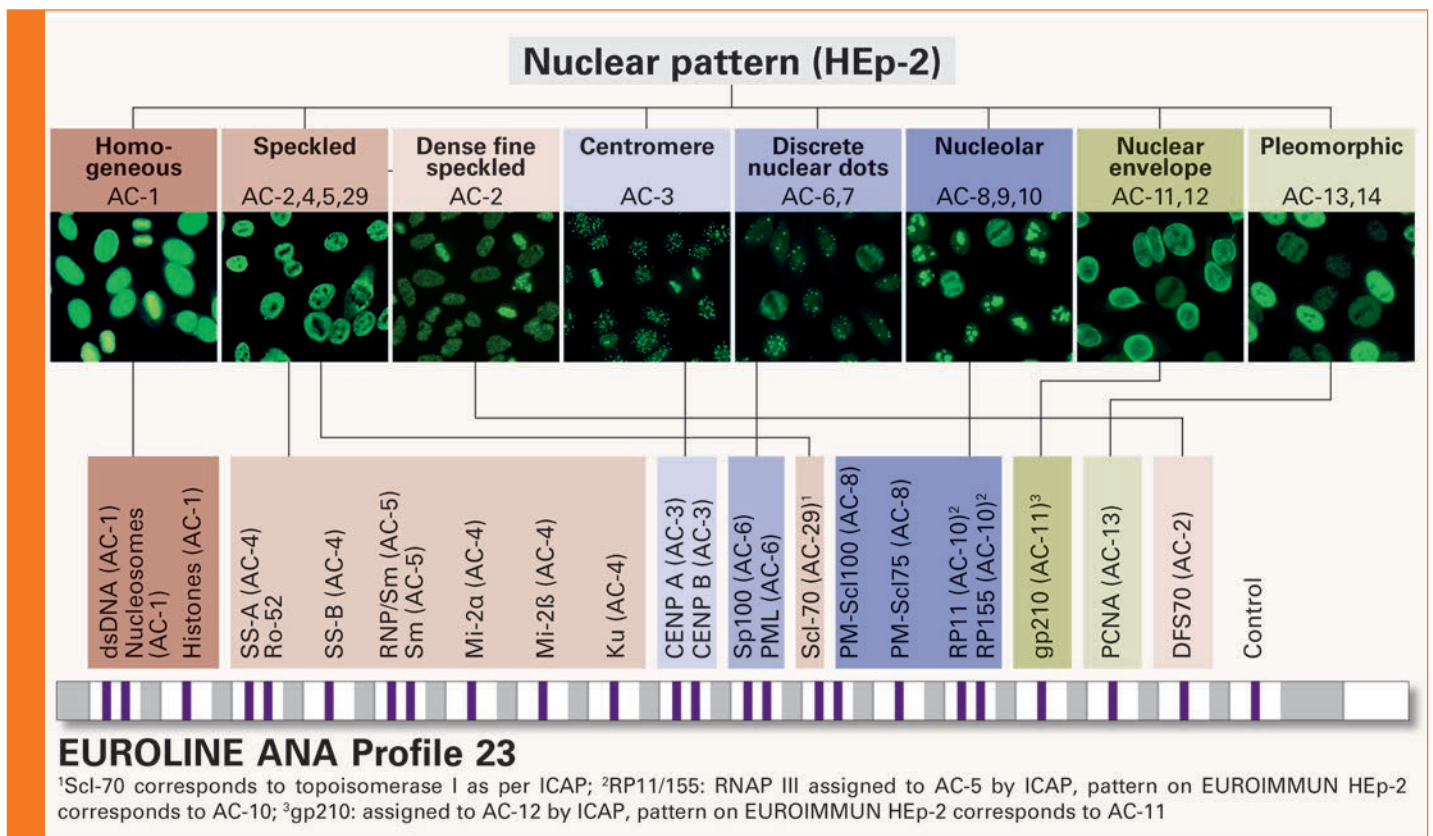 Nuclear pattern (HEp-2)
Homo-
geneous
AC-1
Speckled
AC-2,4,5,29
Dense fine
speckled
AC-2
Centromere
AC-3
Discrete
nuclear dots
AC-6,7
Nucleolar
AC-8,9,10
Nuclear
envelope
AC-11,12
Pleomorphic
AC-13,14
dsDNA (AC-1)
Nucleosomes
(AC-1)
Histones (AC-1)
SS-A (AC-4)
Ro-52
SS-B (AC-4)
RNP/Sm (AC-5)
Sm (AC-5)
Mi-2α (AC-4)
Mi-2ß (AC-4)
Ku (AC-4)
CENP A (AC-3)
CENP B (AC-3)
Sp100 (AC-6)
PML (AC-6)
Scl-70 (AC-29)¹
PM-Scl100 (AC-8)
PM-Scl75 (AC-8)
RP11 (AC-10)²
RP155 (AC-10)²
gp210 (AC-11)³
PCNA (AC-13)
DFS70 (AC-2)
Control
EUROLINE ANA Profile 23
¹Scl-70 corresponds to topoisomerase I as per ICAP; ²RP11/155: RNAP III assigned to AC-5 by ICAP, pattern on EUROIMMUN HEp-2
corresponds to AC-10; ³gp210: assigned to AC-12 by ICAP, pattern on EUROIMMUN HEp-2 corresponds to AC-11